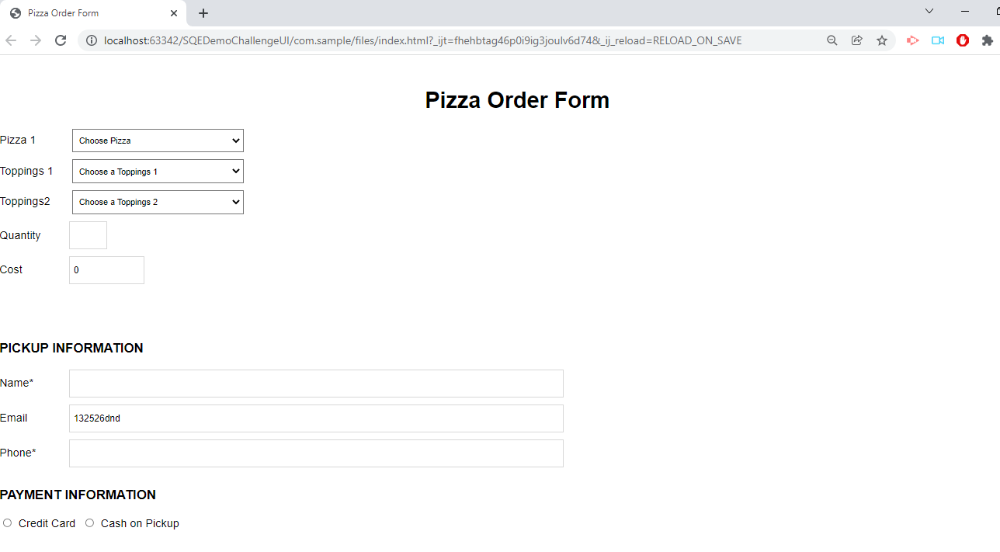 Pizza Order Form
localhost:63342/SQEDemoChallengeUI/com.sample/files/index.html?_ijt=fhehbtag46p0i9ig3joulv6d74&_ij_reload=RELOAD_ON_SAVE
Pizza Order Form
Pizza 1 Choose Pizza
Toppings 1 Choose a Toppings 1
Toppings2 Choose a Toppings 2
Quantity
Cost 0
PICKUP INFORMATION
Name*
Email 132526dnd
Phone*
PAYMENT INFORMATION
Credit Card Cash on Pickup